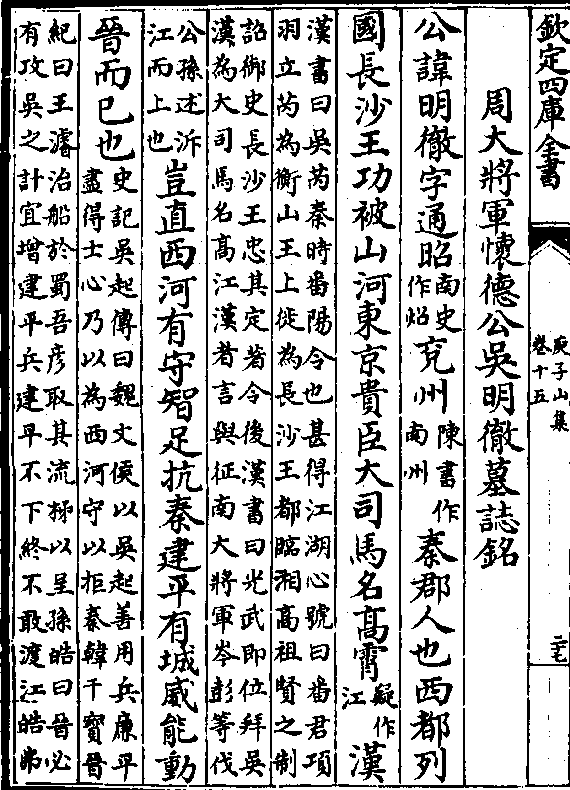 欽定四庫全書
庾子山集
卷十五
二七
周大將軍懷德公吳明徹墓誌銘
公諱明徹字通昭南史作炤兗州陳書作南州秦郡人也西都列
國長沙王功被山河東京貴臣大司馬名高霄疑作江漢
漢書曰吳芮秦時番陽令也甚得江湖心號曰番君項
羽立芮為衡山王上徙為長沙王都臨湘高祖賢之制
詔御史長沙王忠其定著令後漢書曰光武即位拜吳
漢為大司馬名高江漢者言與征南大將軍岑彭等伐
公孫述泝江而上也豈直西河有守智足抗秦建平有城威能動
晉而已也史記吳起傳曰魏文侯以吳起善用兵廉平
盡得士心乃以為西河守以拒秦韓干寶晉
紀曰王濬治船於蜀吾彥取其流柹以呈孫皓曰晉必
有攻吳之計宜增建平兵建平不下終不敢渡江皓弗